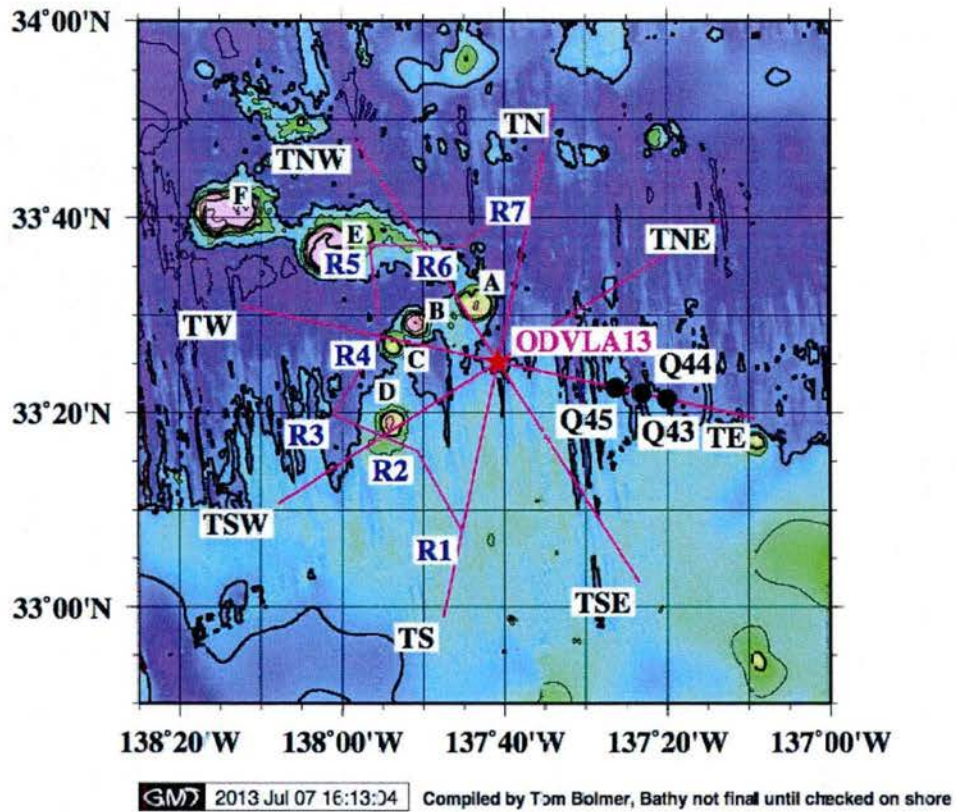 34°00'N
TN
TNW
F
R7
33°40'N
E
TNE
R5
R6
A
B
TW
ODVLA13
R4
C
Q44
D
33°20'N
Q45
Q43
TE
R3
R2
TSW
R1
33°00'N
TSE
TS
138°20'W 138°00'W 137°40'W 137°20'W 137°00'W
GMT 2013 Jul 07 16:13:04 Compiled by Tom Bolmer, Bathy not final until checked on shore